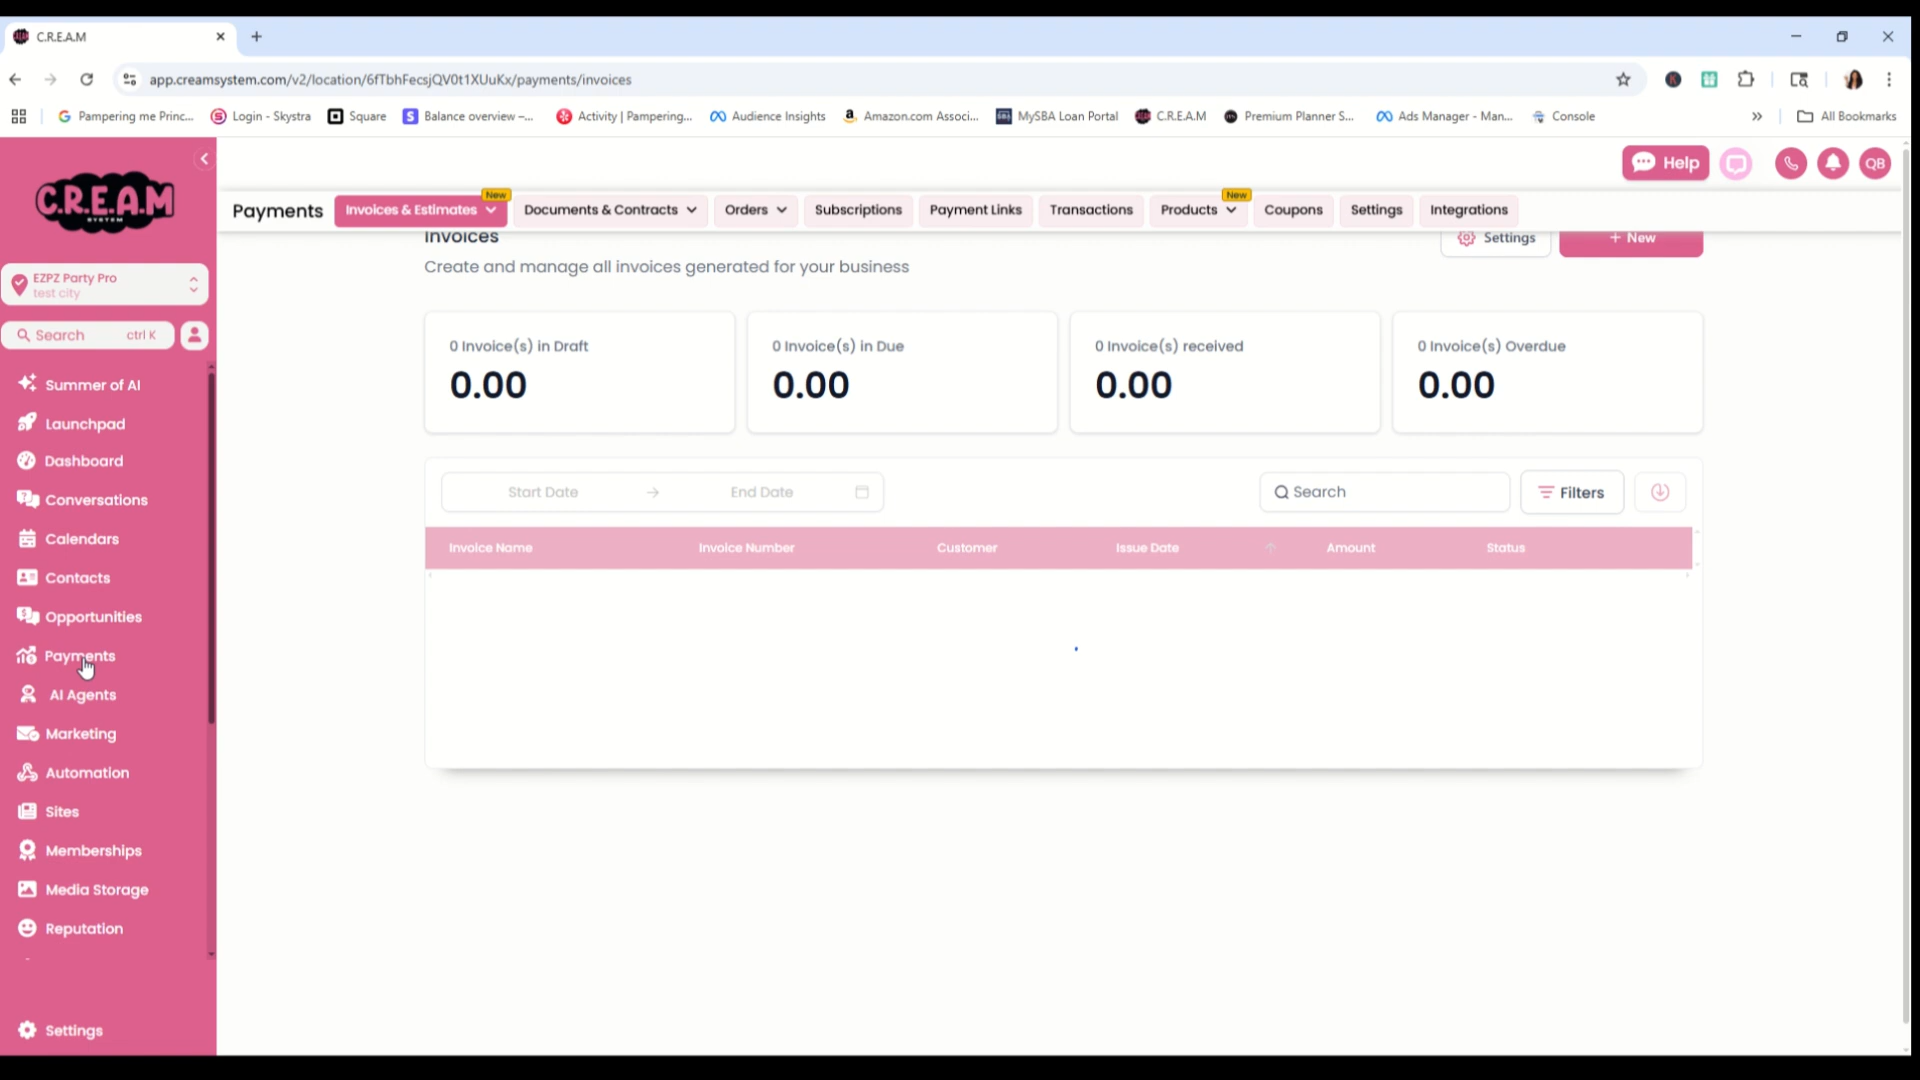 C.R.E.A.M
app.creamsystem.com/v2/location/6fTbhFecsjQV0t1XUuKx/payments/invoices
Pampering me Princ...
Login - Skystra
Square
Balance overview –...
Activity | Pampering...
Audience Insights
Amazon.com Associ...
MySBA Loan Portal
C.R.E.A.M
Premium Planner S...
Ads Manager - Man...
Console
All Bookmarks
C.R.E.A.M
SYSTEM
EZPZ Party Pro
test city
Search ctrl K
Summer of AI
Launchpad
Dashboard
Conversations
Calendars
Contacts
Opportunities
Payments
AI Agents
Marketing
Automation
Sites
Memberships
Media Storage
Reputation
Settings
Help
QB
Payments
Invoices & Estimates
New
Documents & Contracts
Orders
Subscriptions
Payment Links
Transactions
Products
New
Coupons
Settings
Integrations
Invoices
Create and manage all invoices generated for your business
Settings
+ New
0 Invoice(s) in Draft
0.00
0 Invoice(s) in Due
0.00
0 Invoice(s) received
0.00
0 Invoice(s) Overdue
0.00
Start Date → End Date
Search
Filters
Invoice Name Invoice Number Customer Issue Date Amount Status